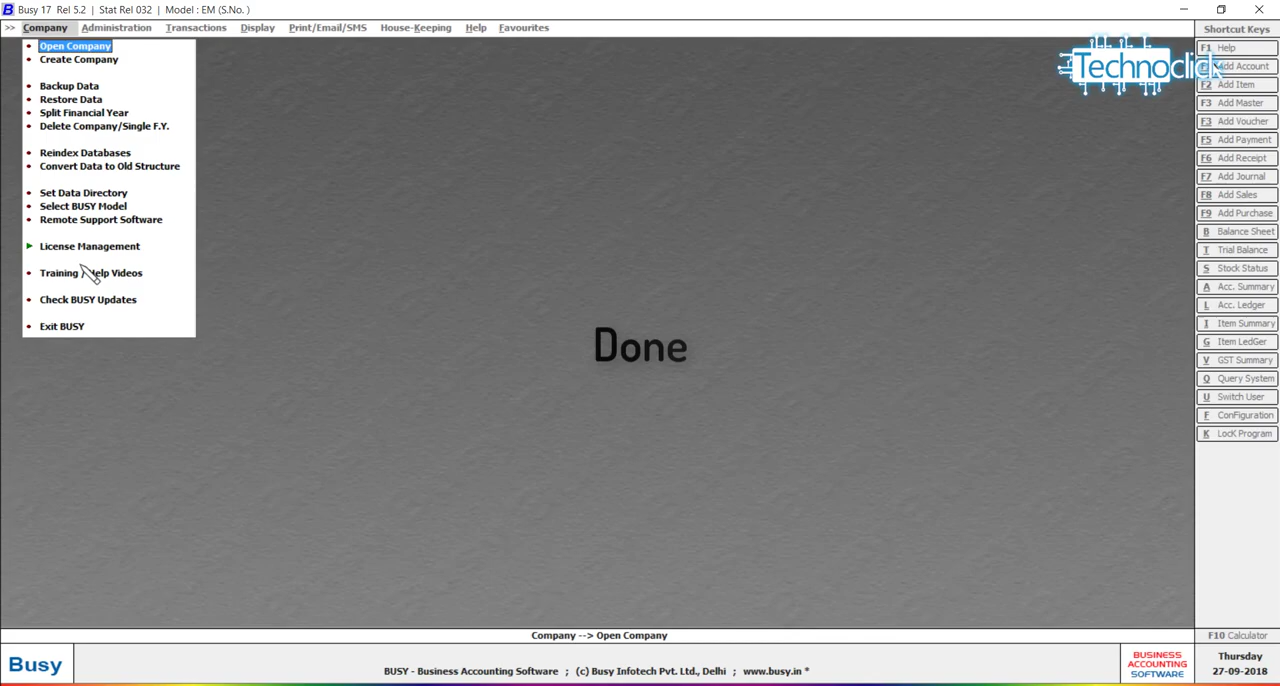 Busy 17 Rel 5.2 | Stat Rel 032 | Model : EM (S.No. )
>> Company Administration Transactions Display Print/Email/SMS House-Keeping Help Favourites
Shortcut Keys
Open Company
Create Company
Backup Data
Restore Data
Split Financial Year
Delete Company/Single F.Y.
Reindex Databases
Convert Data to Old Structure
Set Data Directory
Select BUSY Model
Remote Support Software
License Management
Training / Help Videos
Check BUSY Updates
Exit BUSY
Technoclick
Done
F1 Help
Add Account
F2 Add Item
F3 Add Master
F3 Add Voucher
F5 Add Payment
F6 Add Receipt
F7 Add Journal
F8 Add Sales
F9 Add Purchase
B Balance Sheet
T Trial Balance
S Stock Status
A Acc. Summary
L Acc. Ledger
I Item Summary
G Item LedGer
V GST Summary
Q Query System
U Switch User
F ConFiguration
K LocK Program
Company --> Open Company
F10 Calculator
Busy
BUSY - Business Accounting Software ; (c) Busy Infotech Pvt. Ltd., Delhi ; www.busy.in *
BUSINESS
ACCOUNTING
SOFTWARE
Thursday
27-09-2018